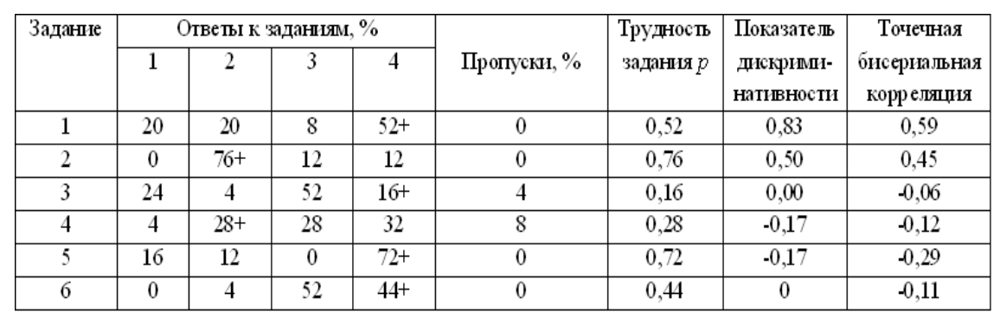 Задание Ответы к заданиям, % Пропуски, % Трудность задания p Показатель дискрими-нативности Точечная бисериальная корреляция
1 2 3 4
1 20 20 8 52+ 0 0,52 0,83 0,59
2 0 76+ 12 12 0 0,76 0,50 0,45
3 24 4 52 16+ 4 0,16 0,00 -0,06
4 4 28+ 28 32 8 0,28 -0,17 -0,12
5 16 12 0 72+ 0 0,72 -0,17 -0,29
6 0 4 52 44+ 0 0,44 0 -0,11